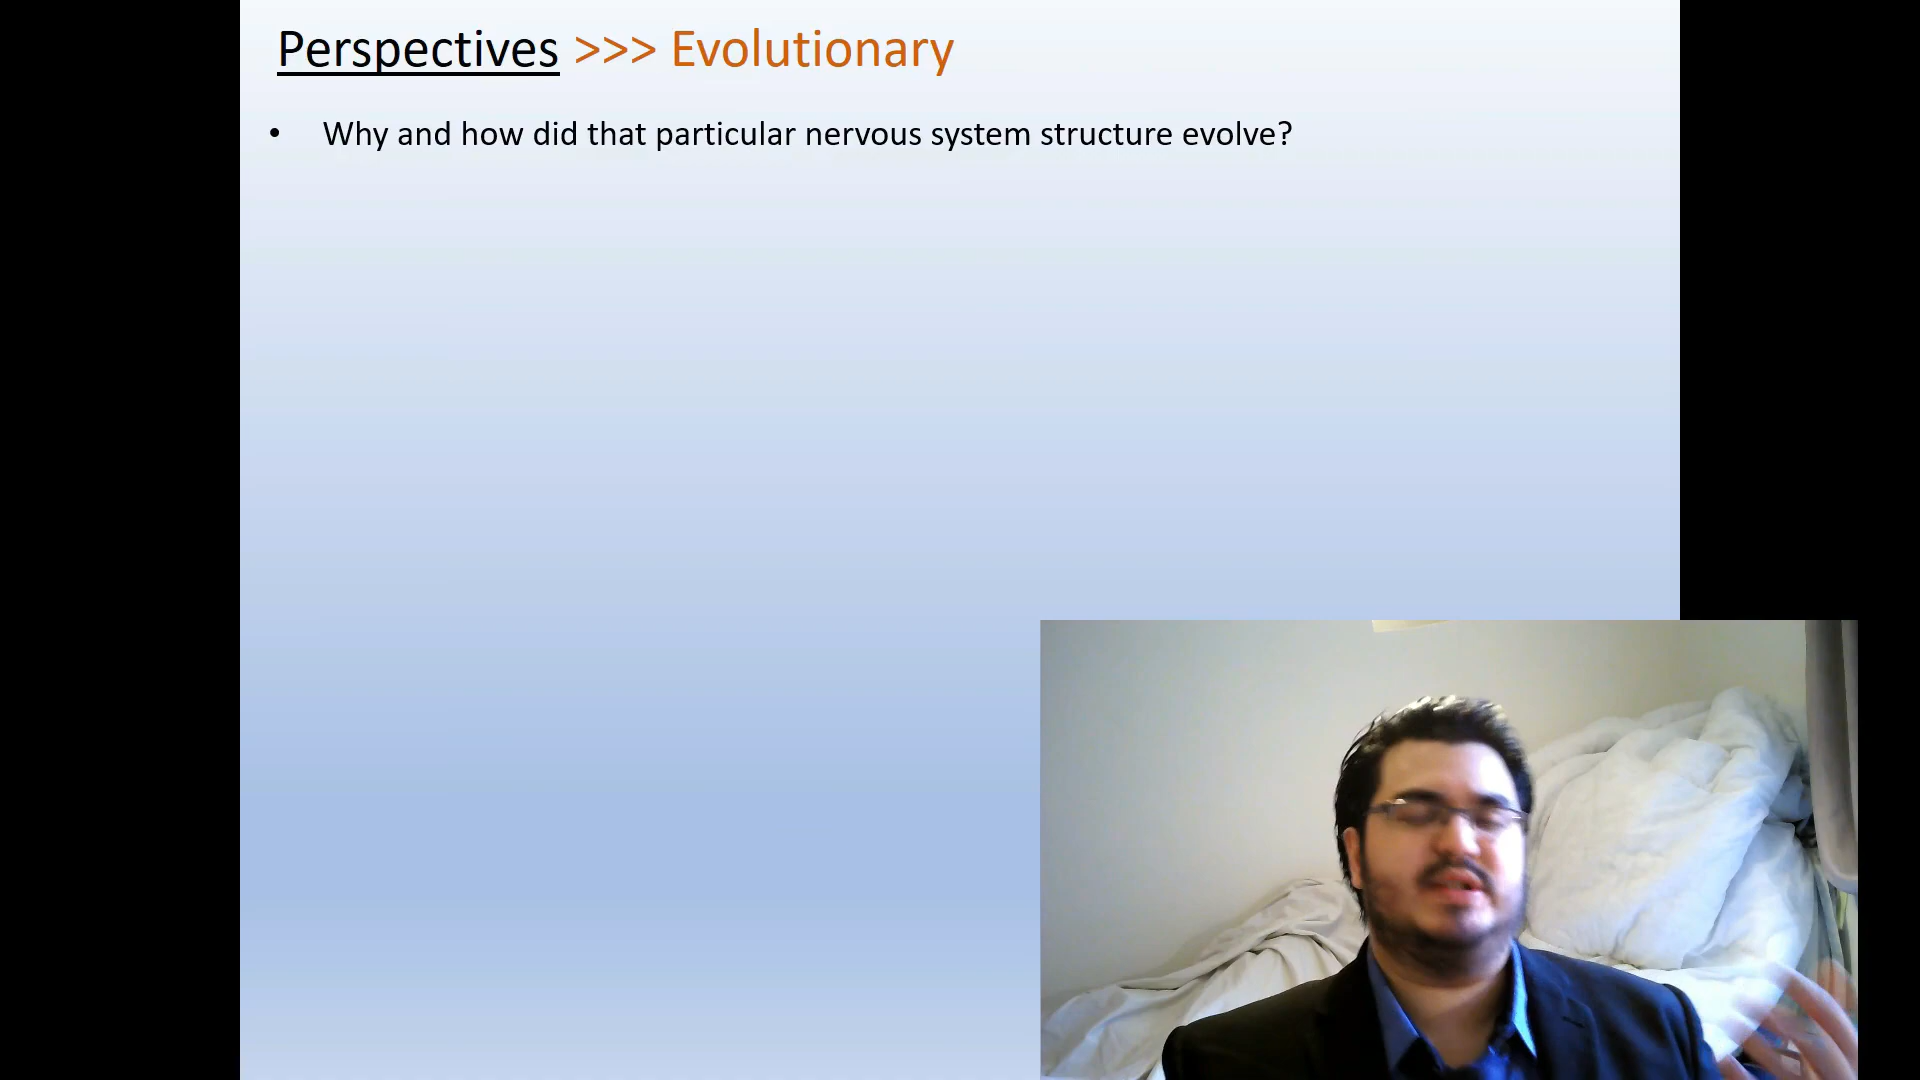 Perspectives >>> Evolutionary
• Why and how did that particular nervous system structure evolve?